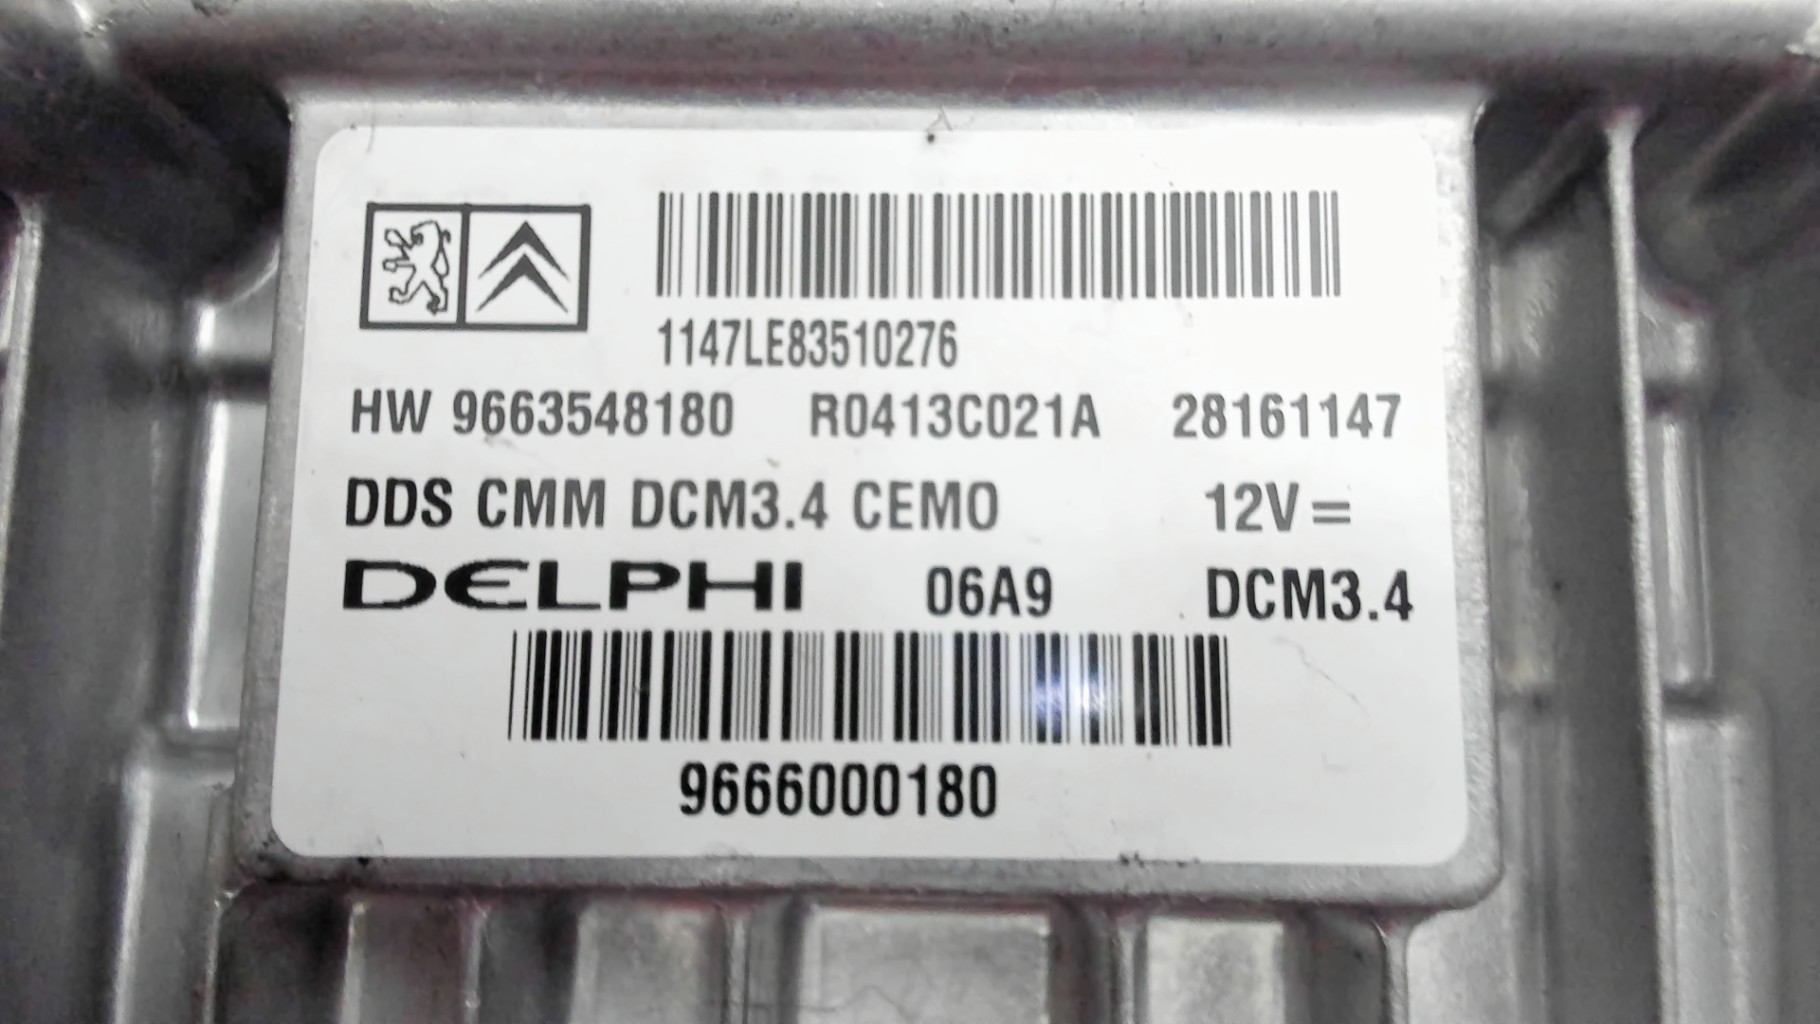 1147LE83510276
HW 9663548180 R0413C021A 28161147
DDS CMM DCM3.4 CEMO 12V =
DELPHI 06A9 DCM3.4
9666000180